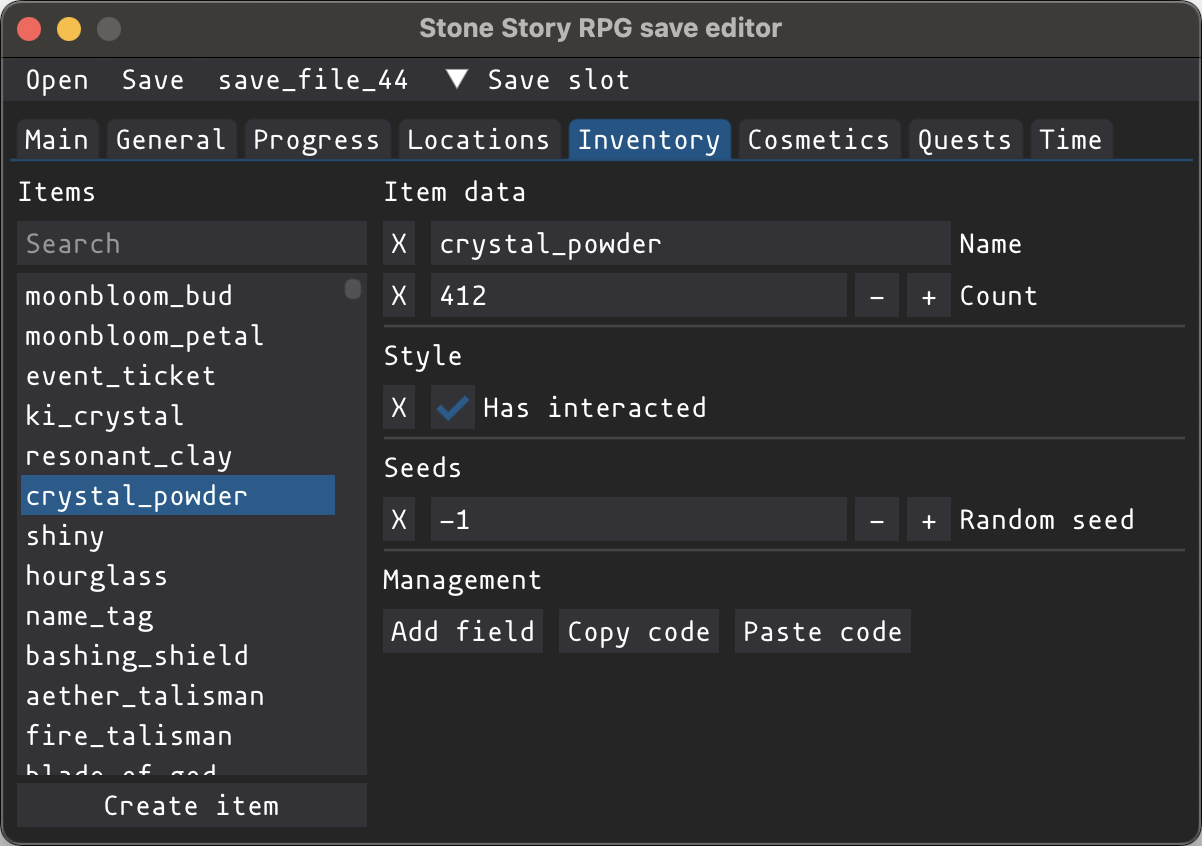 Stone Story RPG save editor
Open Save save_file_44 ▼ Save slot
Main General Progress Locations Inventory Cosmetics Quests Time
Items
Search
moonbloom_bud
moonbloom_petal
event_ticket
ki_crystal
resonant_clay
crystal_powder
shiny
hourglass
name_tag
bashing_shield
aether_talisman
fire_talisman
blade_of_god
Create item
Item data
X crystal_powder Name
X 412 - + Count
Style
X Has interacted
Seeds
X -1 - + Random seed
Management
Add field Copy code Paste code